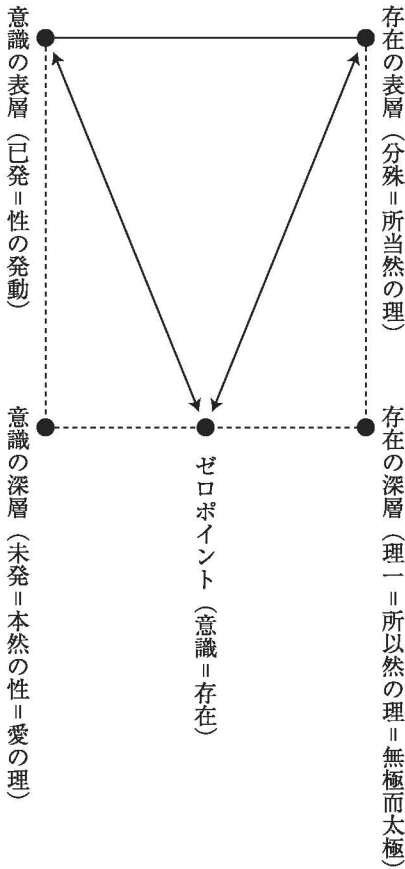 存在の表層(分殊=所当然の理)
存在の深層(理一=所以然の理=無極而太極)
ゼロポイント(意識=存在)
意識の表層(已発=性の発動)
意識の深層(未発=本然の性=愛の理)